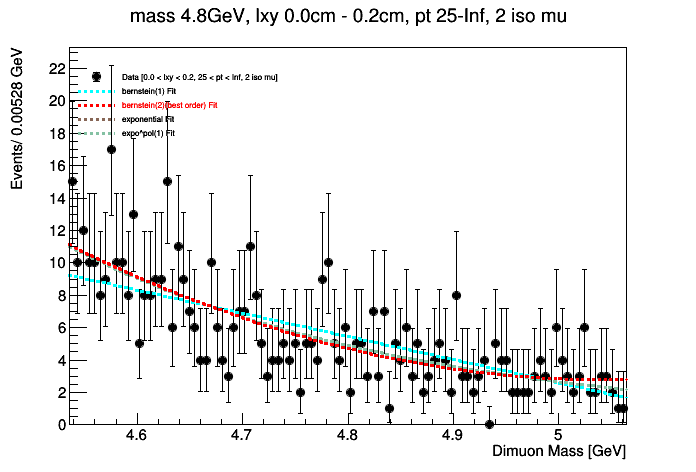 mass 4.8GeV, lxy 0.0cm - 0.2cm, pt 25-Inf, 2 iso mu
Events/ 0.00528 GeV
22
20
18
16
14
12
10
8
6
4
2
0
Data [0.0 < lxy < 0.2, 25 < pt < Inf, 2 iso mu]
bernstein(1) Fit
bernstein(2)(best order) Fit
exponential Fit
expo^pol(1) Fit
4.6
4.7
4.8
4.9
5
Dimuon Mass [GeV]